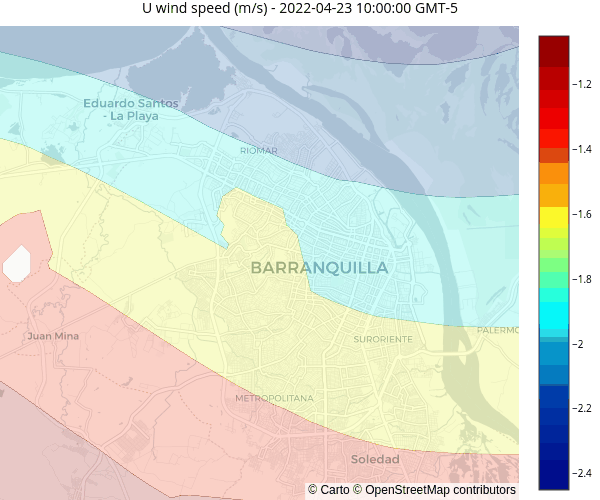 U wind speed (m/s) - 2022-04-23 10:00:00 GMT-5
Eduardo Santos
- La Playa
RIOMAR
BARRANQUILLA
Juan Mina
SURORIENTE
PALERMO
METROPOLITANA
Soledad
© Carto © OpenStreetMap contributors
−1.2
−1.4
−1.6
−1.8
−2
−2.2
−2.4